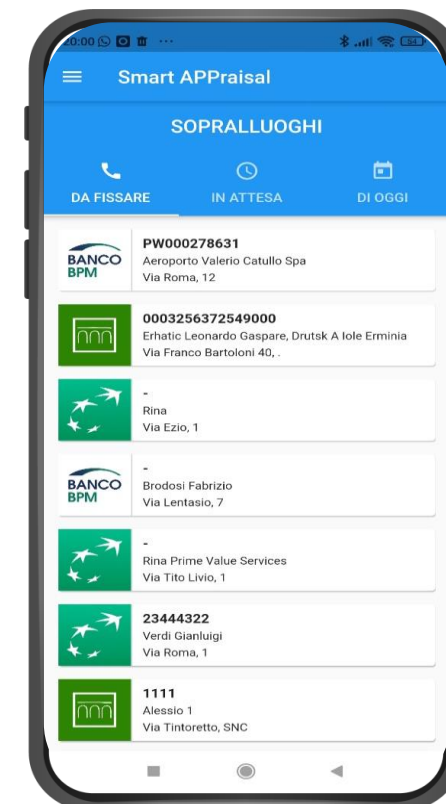 20:00
Smart APPraisal
SOPRALLUOGHI
DA FISSARE
IN ATTESA
DI OGGI
BANCO
BPM
PW000278631
Aeroporto Valerio Catullo Spa
Via Roma, 12
0003256372549000
Erhatic Leonardo Gaspare, Drutsk A Iole Erminia
Via Franco Bartoloni 40, .
-
Rina
Via Ezio, 1
BANCO
BPM
-
Brodosi Fabrizio
Via Lentasio, 7
-
Rina Prime Value Services
Via Tito Livio, 1
23444322
Verdi Gianluigi
Via Roma, 1
1111
Alessio 1
Via Tintoretto, SNC